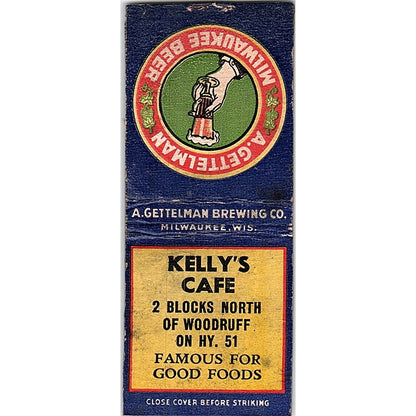 MILWAUKEE BEER
A. GETTELMAN
A. GETTELMAN BREWING CO.
MILWAUKEE, WIS.
KELLY'S
CAFE
2 BLOCKS NORTH
OF WOODRUFF
ON HY. 51
FAMOUS FOR
GOOD FOODS
CLOSE COVER BEFORE STRIKING